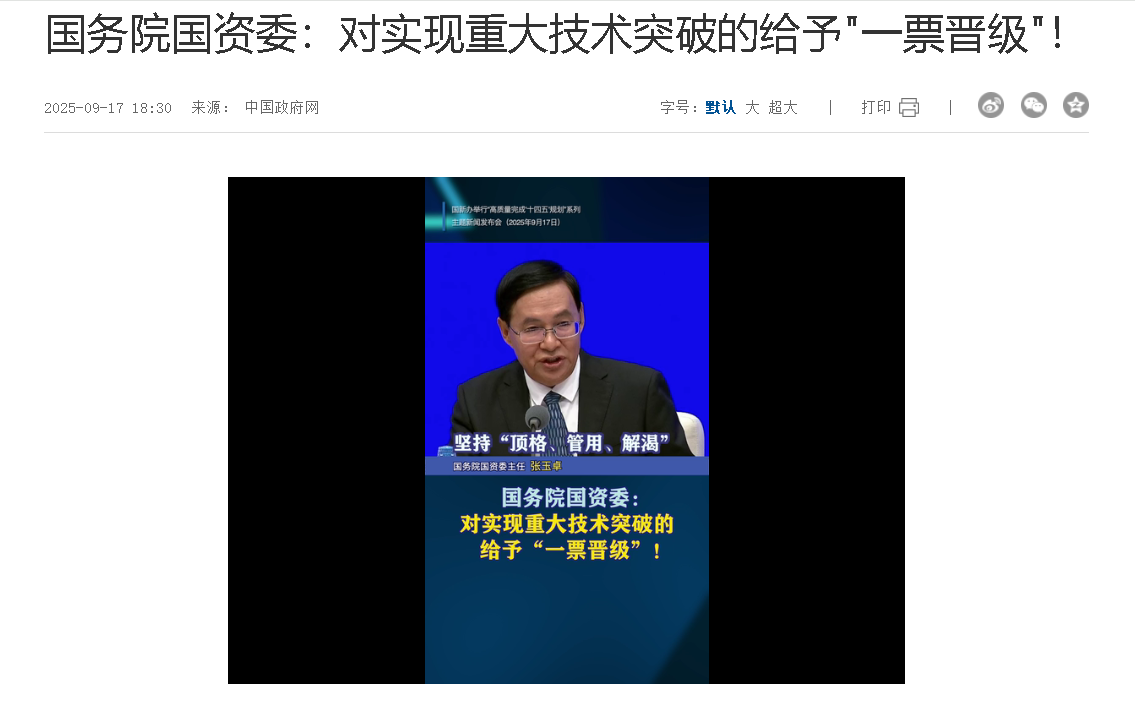 国务院国资委：对实现重大技术突破的给予"一票晋级"！
2025-09-17 18:30 来源： 中国政府网 字号：默认 大 超大 | 打印 |
国新办举行“高质量完成‘十四五’规划”系列
主题新闻发布会（2025年9月17日）
坚持“顶格、管用、解渴”
国务院国资委主任 张玉卓
国务院国资委：
对实现重大技术突破的
给予“一票晋级”！